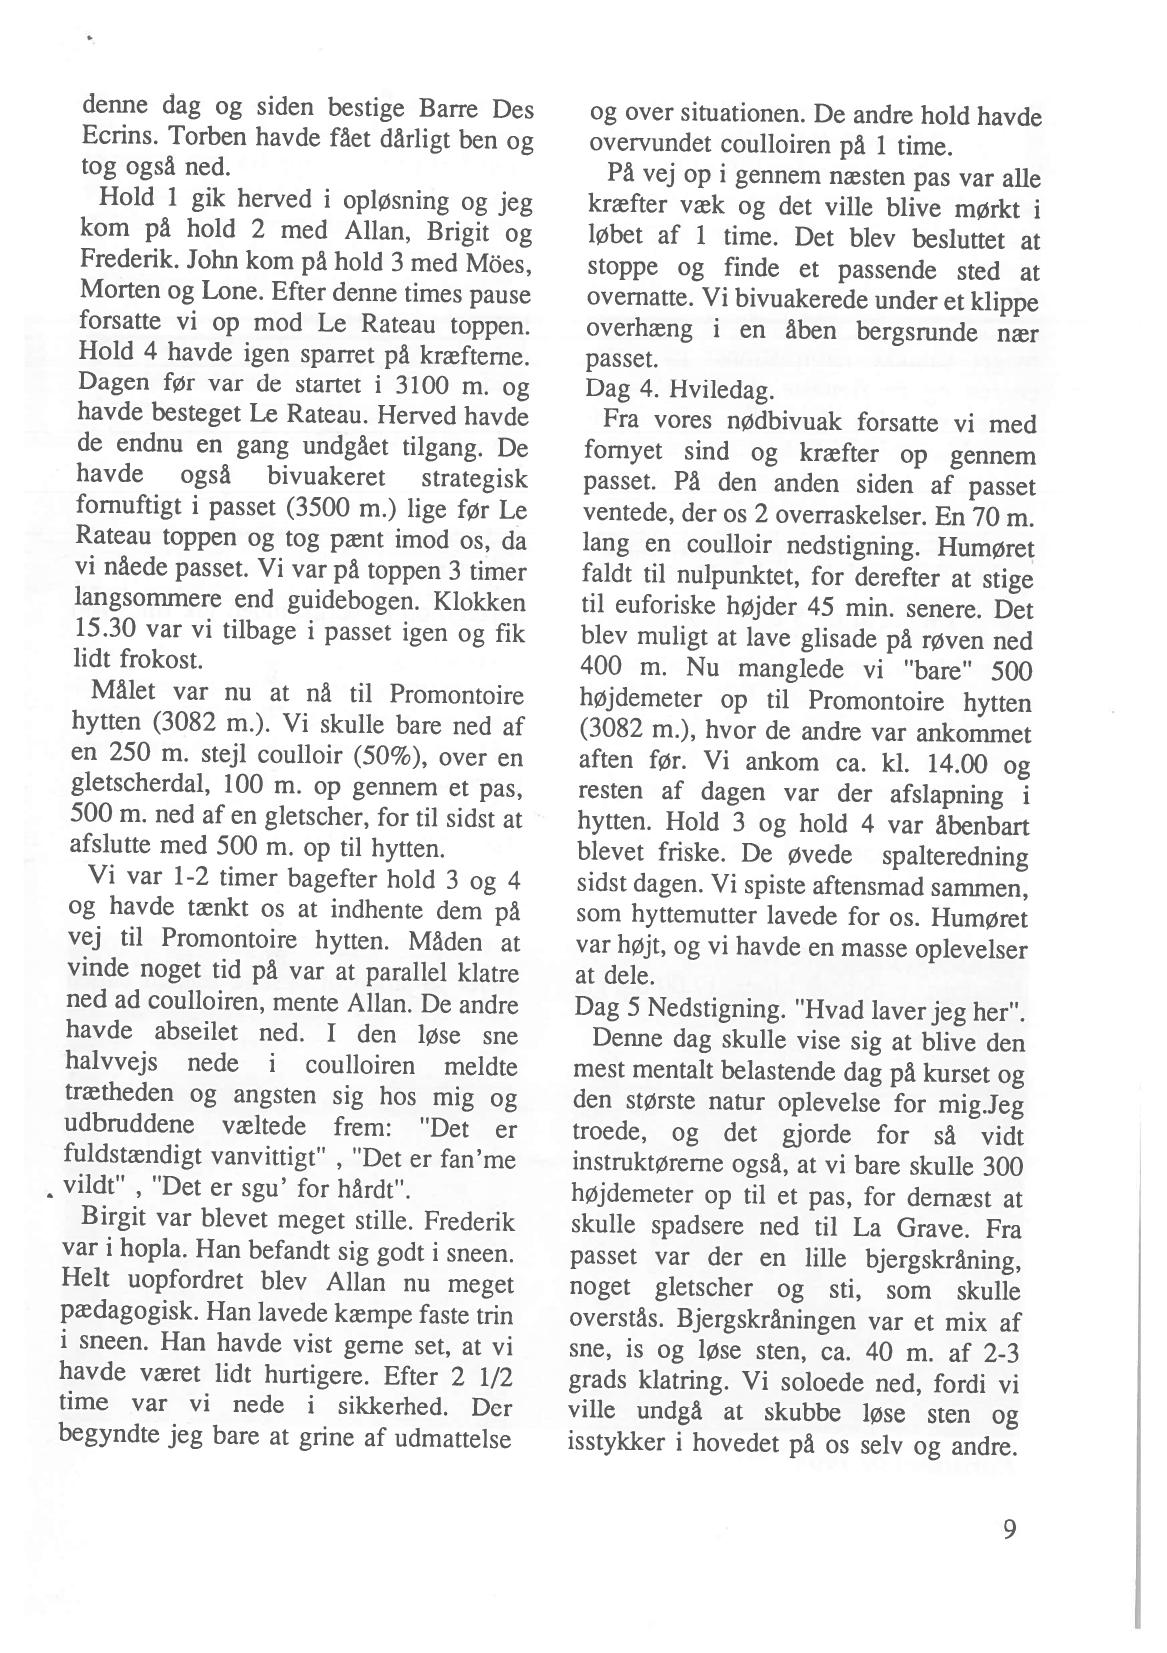 denne dag og siden bestige Barre Des
Ecrins. Torben havde fået dårligt ben og
tog også ned.
Hold 1 gik herved i opløsning og jeg
kom på hold 2 med Allan, Brigit og
Frederik. John kom på hold 3 med Möes,
Morten og Lone. Efter denne times pause
forsatte vi op mod Le Rateau toppen.
Hold 4 havde igen sparret på kræfterne.
Dagen før var de startet i 3100 m. og
havde besteget Le Rateau. Herved havde
de endnu en gang undgået tilgang. De
havde også bivuakeret strategisk
fornuftigt i passet (3500 m.) lige før Le
Rateau toppen og tog pænt imod os, da
vi nåede passet. Vi var på toppen 3 timer
langsommere end guidebogen. Klokken
15.30 var vi tilbage i passet igen og fik
lidt frokost.
Målet var nu at nå til Promontoire
hytten (3082 m.). Vi skulle bare ned af
en 250 m. stejl coulloir (50%), over en
gletscherdal, 100 m. op gennem et pas,
500 m. ned af en gletscher, for til sidst at
afslutte med 500 m. op til hytten.
Vi var 1-2 timer bagefter hold 3 og 4
og havde tænkt os at indhente dem på
vej til Promontoire hytten. Måden at
vinde noget tid på var at parallel klatre
ned ad coulloiren, mente Allan. De andre
havde abseilet ned. I den løse sne
halvvejs nede i coulloiren meldte
trætheden og angsten sig hos mig og
udbruddene væltede frem: "Det er
fuldstændigt vanvittigt" , "Det er fan'me
vildt" , "Det er sgu' for hårdt".
Birgit var blevet meget stille. Frederik
var i hopla. Han befandt sig godt i sneen.
Helt uopfordret blev Allan nu meget
pædagogisk. Han lavede kæmpe faste trin
i sneen. Han havde vist gerne set, at vi
havde været lidt hurtigere. Efter 2 1/2
time var vi nede i sikkerhed. Der
begyndte jeg bare at grine af udmattelse
og over situationen. De andre hold havde
overvundet coulloiren på 1 time.
På vej op i gennem næsten pas var alle
kræfter væk og det ville blive mørkt i
løbet af 1 time. Det blev besluttet at
stoppe og finde et passende sted at
overnatte. Vi bivuakerede under et klippe
overhæng i en åben bergsrunde nær
passet.
Dag 4. Hviledag.
Fra vores nødbivuak forsatte vi med
fornyet sind og kræfter op gennem
passet. På den anden siden af passet
ventede, der os 2 overraskelser. En 70 m.
lang en coulloir nedstigning. Humøret
faldt til nulpunktet, for derefter at stige
til euforiske højder 45 min. senere. Det
blev muligt at lave glisade på røven ned
400 m. Nu manglede vi "bare" 500
højdemeter op til Promontoire hytten
(3082 m.), hvor de andre var ankommet
aften før. Vi ankom ca. kl. 14.00 og
resten af dagen var der afslapning i
hytten. Hold 3 og hold 4 var åbenbart
blevet friske. De øvede spalteredning
sidst dagen. Vi spiste aftensmad sammen,
som hyttemutter lavede for os. Humøret
var højt, og vi havde en masse oplevelser
at dele.
Dag 5 Nedstigning. "Hvad laver jeg her".
Denne dag skulle vise sig at blive den
mest mentalt belastende dag på kurset og
den største natur oplevelse for mig.Jeg
troede, og det gjorde for så vidt
instruktørerne også, at vi bare skulle 300
højdemeter op til et pas, for dernæst at
skulle spadsere ned til La Grave. Fra
passet var der en lille bjergskråning,
noget gletscher og sti, som skulle
overstås. Bjergskråningen var et mix af
sne, is og løse sten, ca. 40 m. af 2-3
grads klatring. Vi soloede ned, fordi vi
ville undgå at skubbe løse sten og
isstykker i hovedet på os selv og andre.
9